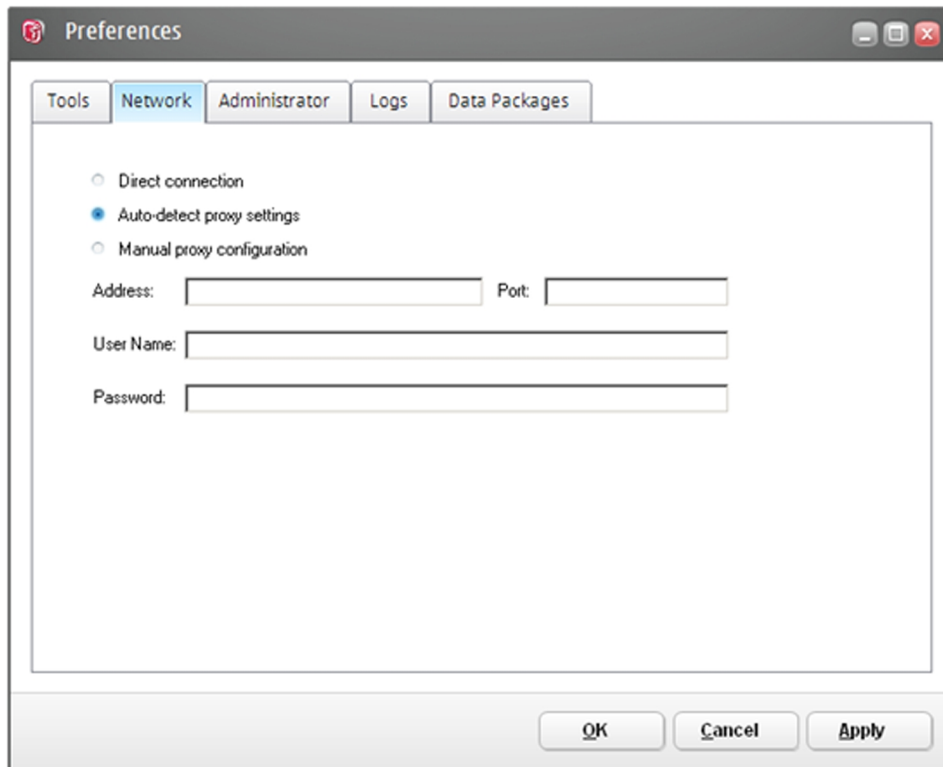 Preferences
Tools Network Administrator Logs Data Packages
Direct connection
Auto-detect proxy settings
Manual proxy configuration
Address: Port:
User Name:
Password:
OK Cancel Apply